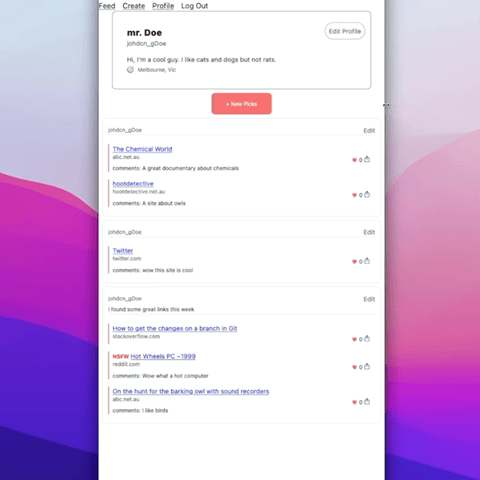 Feed Create Profile Log Out
mr. Doe
Edit Profile
johdcn_gDoe
Hi, I'm a cool guy. I like cats and dogs but not rats.
Melbourne, Vic
+ New Picks
johdcn_gDoe Edit
The Chemical World
abc.net.au
0
comments: A great documentary about chemicals
hootdetective
hootdetective.net.au
0
comments: A site about owls
johdcn_gDoe Edit
Twitter
twitter.com
0
comments: wow this site is cool
johdcn_gDoe Edit
I found some great links this week
How to get the changes on a branch in Git
stackoverflow.com
0
NSFW Hot Wheels PC ~1999
reddit.com
0
comments: Wow what a hot computer
On the hunt for the barking owl with sound recorders
abc.net.au
0
comments: I like birds